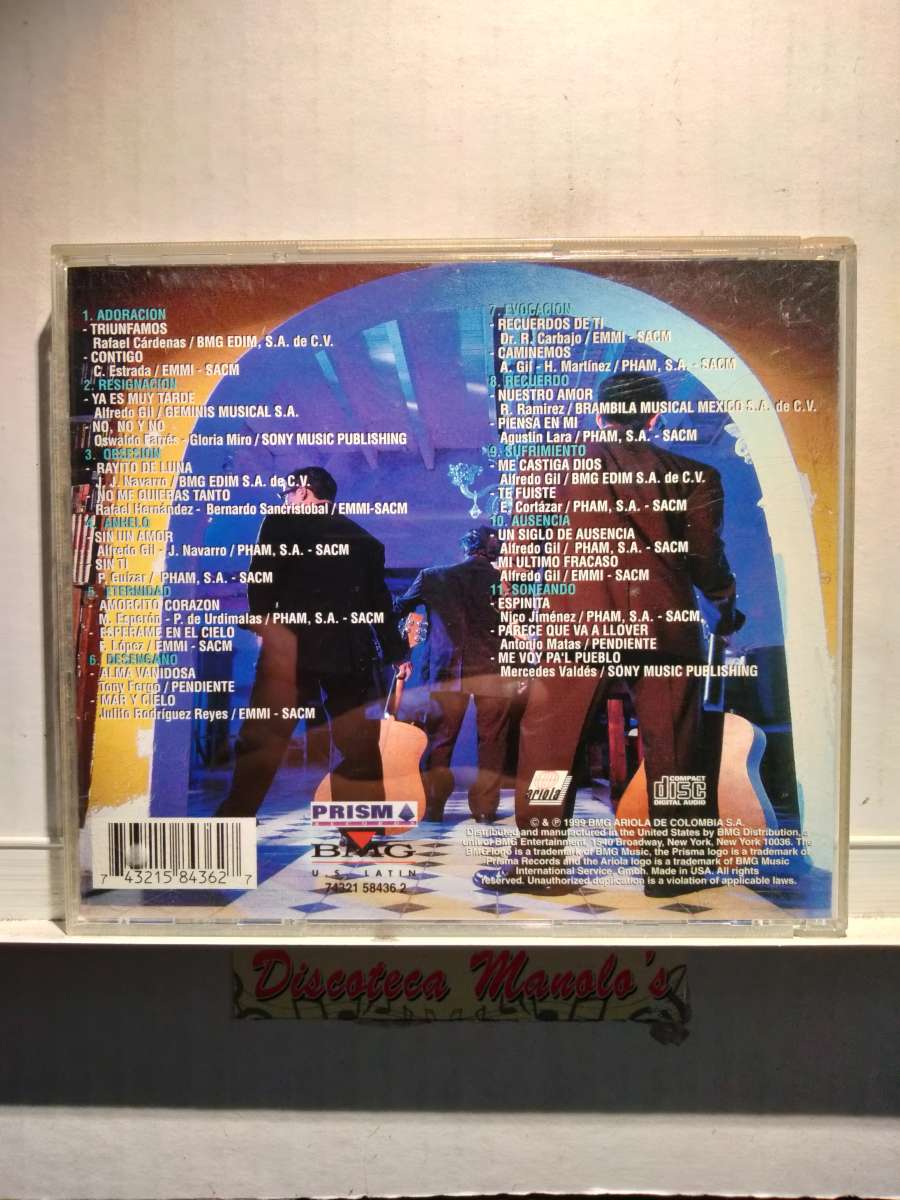 1. ADORACION
- TRIUNFAMOS
Rafael Cárdenas / BMG EDIM, S.A. de C.V.
- CONTIGO
C. Estrada / EMMI - SACM
2. RESIGNACION
- YA ES MUY TARDE
Alfredo Gil / GEMINIS MUSICAL S.A.
- NO, NO Y NO
Oswaldo Farrés - Gloria Miro / SONY MUSIC PUBLISHING
3. OBSESION
- RAYITO DE LUNA
J. J. Navarro / BMG EDIM S.A. de C.V.
- NO ME QUIERAS TANTO
Rafael Hernández - Bernardo Sancristobal / EMMI-SACM
4. ANHELO
- SIN UN AMOR
Alfredo Gil - J. Navarro / PHAM, S.A. - SACM
SIN TI
P. Guízar / PHAM, S.A. - SACM
5. ETERNIDAD
- AMORCITO CORAZON
M. Esperón - P. de Urdimalas / PHAM, S.A. - SACM
- ESPERAME EN EL CIELO
F. López / EMMI - SACM
6. DESENGAÑO
- ALMA VANIDOSA
Tony Fergo / PENDIENTE
- MAR Y CIELO
Julito Rodríguez Reyes / EMMI - SACM
7. EVOCACION
- RECUERDOS DE TI
Dr. R. Carbajo / EMMI - SACM
- CAMINEMOS
A. Gil - H. Martínez / PHAM, S.A. - SACM
8. RECUERDO
- NUESTRO AMOR
R. Ramirez / BRAMBILA MUSICAL MEXICO S.A. de C.V.
- PIENSA EN MI
Agustin Lara / PHAM, S.A. - SACM
9. SUFRIMIENTO
- ME CASTIGA DIOS
Alfredo Gil / BMG EDIM S.A. de C.V.
- TE FUISTE
E. Cortázar / PHAM, S.A. - SACM
10. AUSENCIA
- UN SIGLO DE AUSENCIA
Alfredo Gil / PHAM, S.A. - SACM
- MI ULTIMO FRACASO
Alfredo Gil / EMMI - SACM
11. SOÑEANDO
- ESPINITA
Nico Jiménez / PHAM, S.A. - SACM
- PARECE QUE VA A LLOVER
Antonio Matas / PENDIENTE
- ME VOY PA'L PUEBLO
Mercedes Valdés / SONY MUSIC PUBLISHING
ariola
COMPACT
disc
DIGITAL AUDIO
PRISM
RECORDS
BMG
U.S. LATIN
74321 58436 2
7 43215 84362 7
© & ℗ 1999 BMG ARIOLA DE COLOMBIA S.A.
Distributed and manufactured in the United States by BMG Distribution, a
unit of BMG Entertainment, 1540 Broadway, New York, New York 10036. The
BMG logo is a trademark of BMG Music, the Prisma logo is a trademark of
Prisma Records and the Ariola logo is a trademark of BMG Music
International Service, Gmbh. Made in USA. All rights
reserved. Unauthorized duplication is a violation of applicable laws.
Discoteca Manolo's